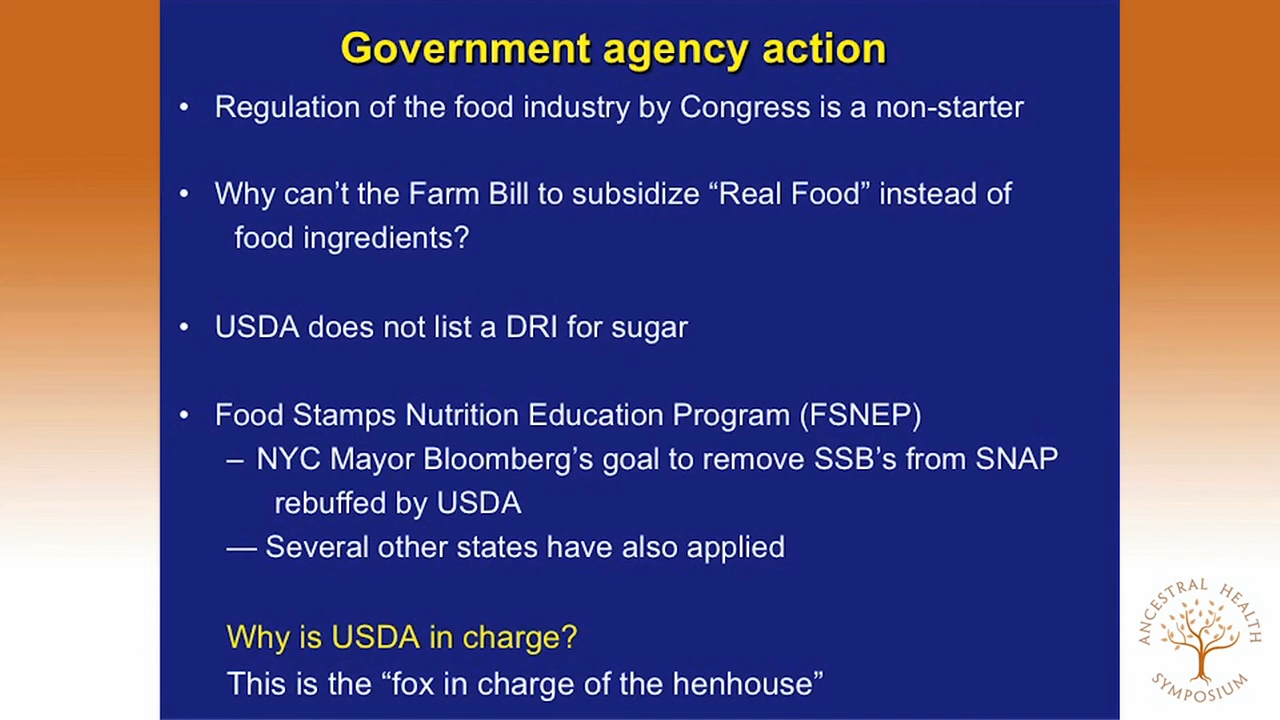 Government agency action
• Regulation of the food industry by Congress is a non-starter
• Why can’t the Farm Bill to subsidize “Real Food” instead of
food ingredients?
• USDA does not list a DRI for sugar
• Food Stamps Nutrition Education Program (FSNEP)
– NYC Mayor Bloomberg’s goal to remove SSB’s from SNAP
rebuffed by USDA
— Several other states have also applied
Why is USDA in charge?
This is the “fox in charge of the henhouse”
ANCESTRAL HEALTH
SYMPOSIUM